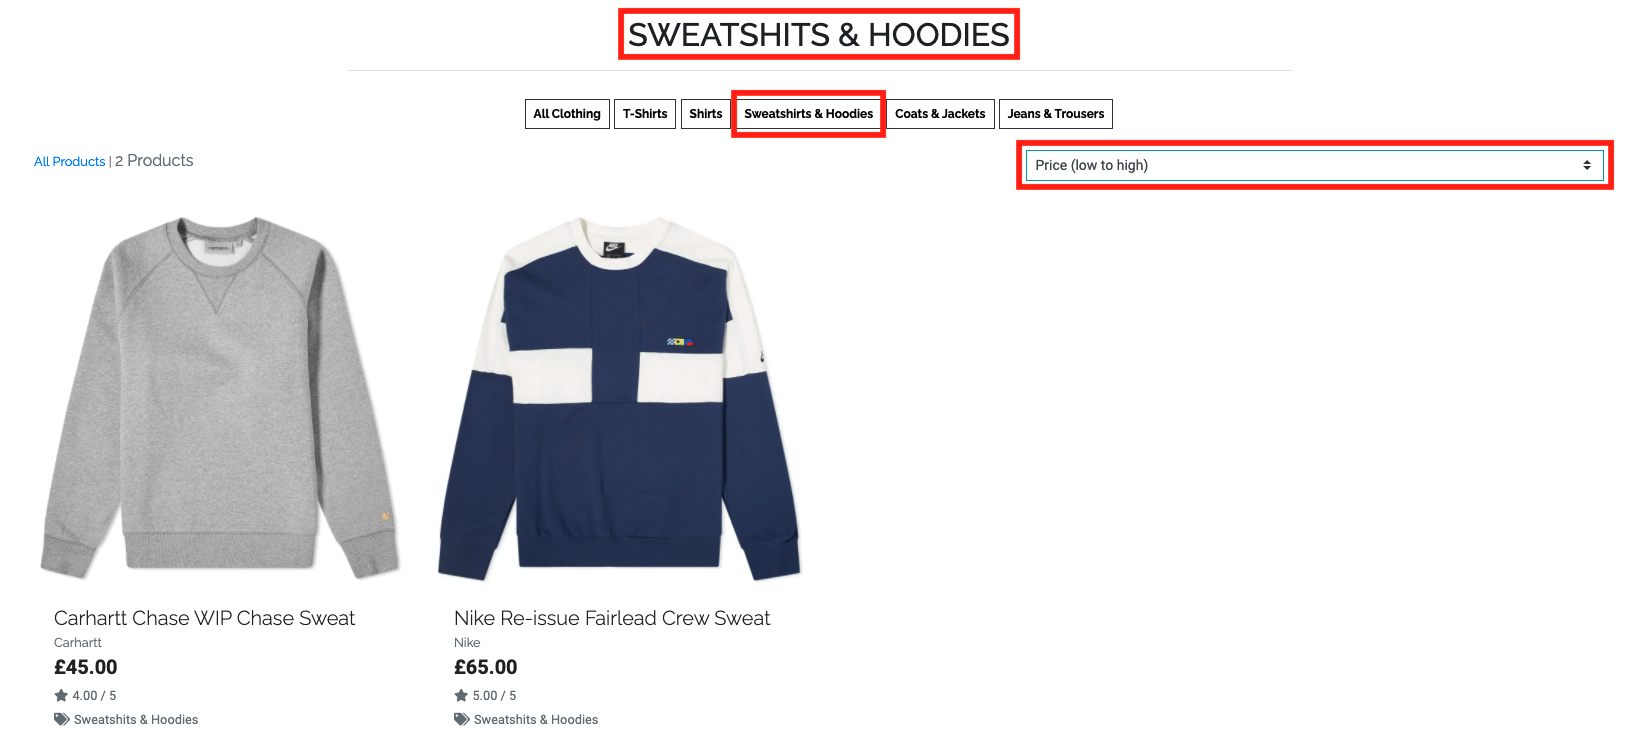 SWEATSHITS & HOODIES
All Clothing T-Shirts Shirts Sweatshirts & Hoodies Coats & Jackets Jeans & Trousers
All Products | 2 Products Price (low to high)
Carhartt Chase WIP Chase Sweat Nike Re-issue Fairlead Crew Sweat
Carhartt Nike
£45.00 £65.00
4.00 / 5 5.00 / 5
Sweatshits & Hoodies Sweatshits & Hoodies